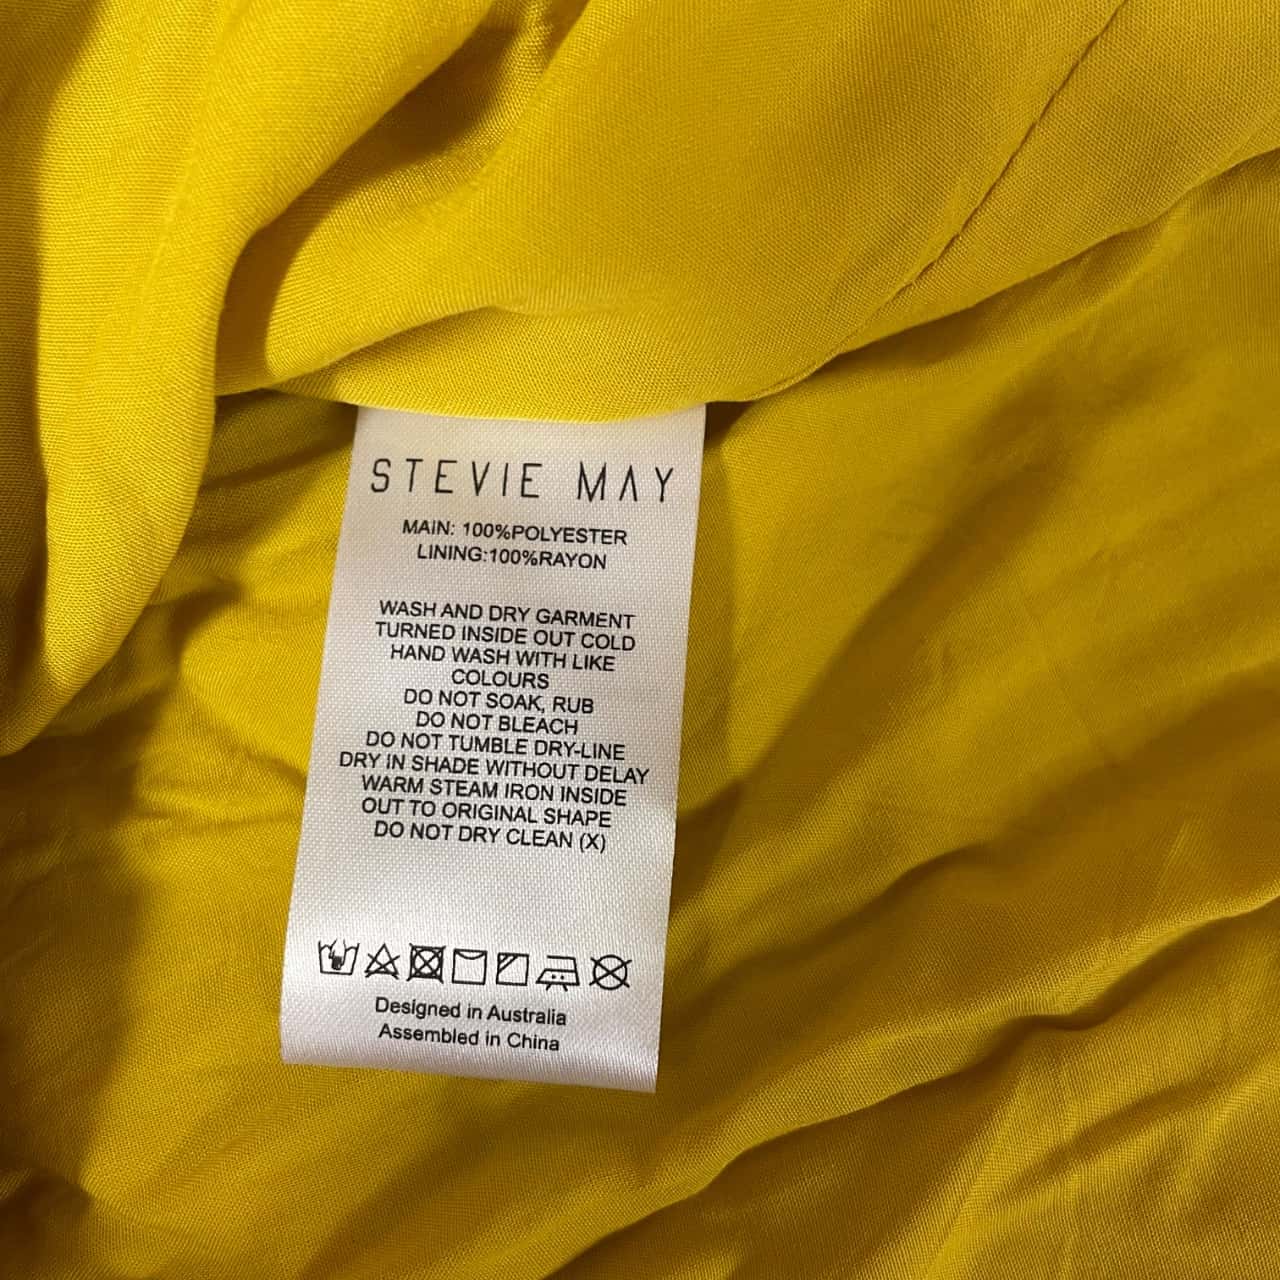 STEVIE MAY
MAIN: 100%POLYESTER
LINING:100%RAYON
WASH AND DRY GARMENT
TURNED INSIDE OUT COLD
HAND WASH WITH LIKE
COLOURS
DO NOT SOAK, RUB
DO NOT BLEACH
DO NOT TUMBLE DRY-LINE
DRY IN SHADE WITHOUT DELAY
WARM STEAM IRON INSIDE
OUT TO ORIGINAL SHAPE
DO NOT DRY CLEAN (X)
Designed in Australia
Assembled in China